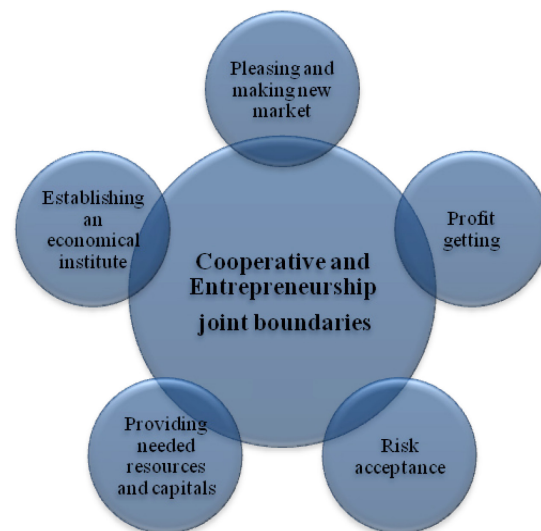 Pleasing and
making new
market
Establishing
an
economical
institute
Profit
getting
Cooperative and
Entrepreneurship
joint boundaries
Providing
needed
resources
and capitals
Risk
acceptance